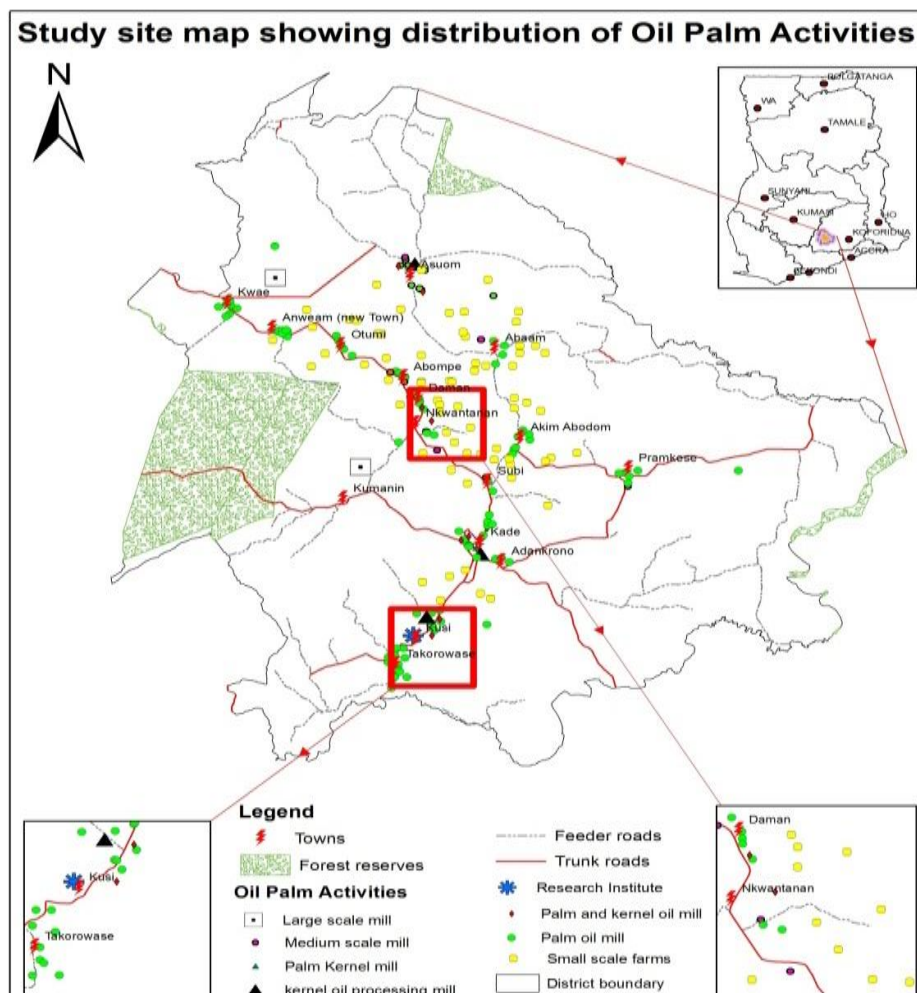 Study site map showing distribution of Oil Palm Activities
N
BOLGATANGA
WA
TAMALE
SUNYANI
KUMASI
HO
KOFORIDUA
ACCRA
Asuom
Kwae
Anweam (new Town)
Otumi
Abaam
Abompe
Daman
Nkwantanan
Akim Abodom
Pramkese
Subi
Kumanin
Kade
Adankrono
Kusi
Takorowase
Kusi
Takorowase
Legend
Towns
Forest reserves
Oil Palm Activities
Large scale mill
Medium scale mill
Palm Kernel mill
kernel oil processing mill
Feeder roads
Trunk roads
Research Institute
Palm and kernel oil mill
Palm oil mill
Small scale farms
District boundary
Daman
Nkwantanan